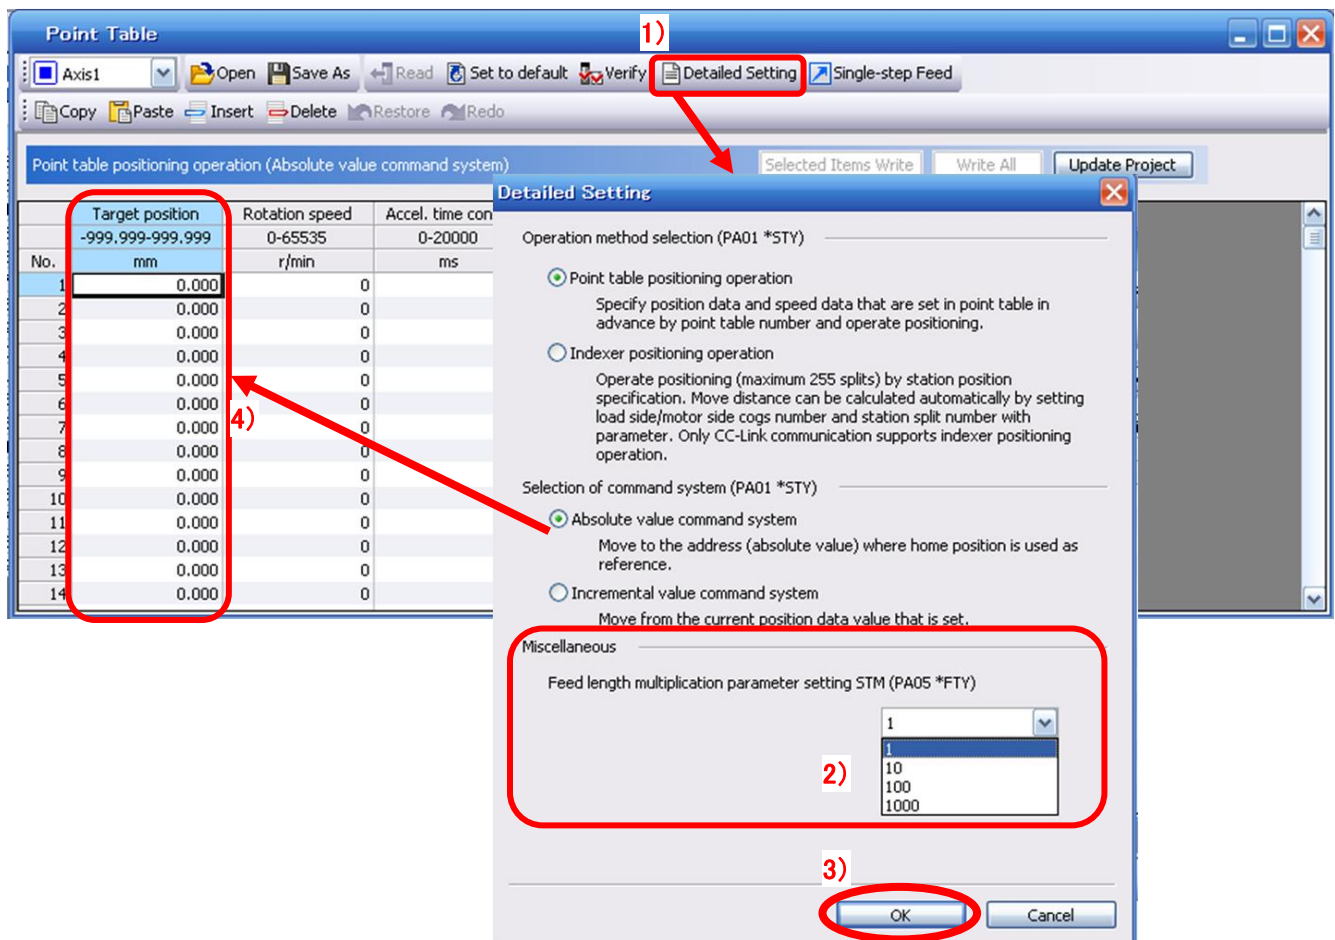 Point Table
1)
Axis1 Open Save As Read Set to default Verify Detailed Setting Single-step Feed
Copy Paste Insert Delete Restore Redo
Point table positioning operation (Absolute value command system) Selected Items Write Write All Update Project
Target position Rotation speed Accel. time con
-999.999-999.999 0-65535 0-20000
No. mm r/min ms
1 0.000 0
2 0.000 0
3 0.000 0
4 0.000 0
5 0.000 0
6 0.000 0
7 0.000 0
8 0.000 0
9 0.000 0
10 0.000 0
11 0.000 0
12 0.000 0
13 0.000 0
14 0.000 0
4)
Detailed Setting
Operation method selection (PA01 *STY)
Point table positioning operation
Specify position data and speed data that are set in point table in
advance by point table number and operate positioning.
Indexer positioning operation
Operate positioning (maximum 255 splits) by station position
specification. Move distance can be calculated automatically by setting
load side/motor side cogs number and station split number with
parameter. Only CC-Link communication supports indexer positioning
operation.
Selection of command system (PA01 *STY)
Absolute value command system
Move to the address (absolute value) where home position is used as
reference.
Incremental value command system
Move from the current position data value that is set.
Miscellaneous
Feed length multiplication parameter setting STM (PA05 *FTY)
1
1
10
100
1000
2)
3)
OK Cancel